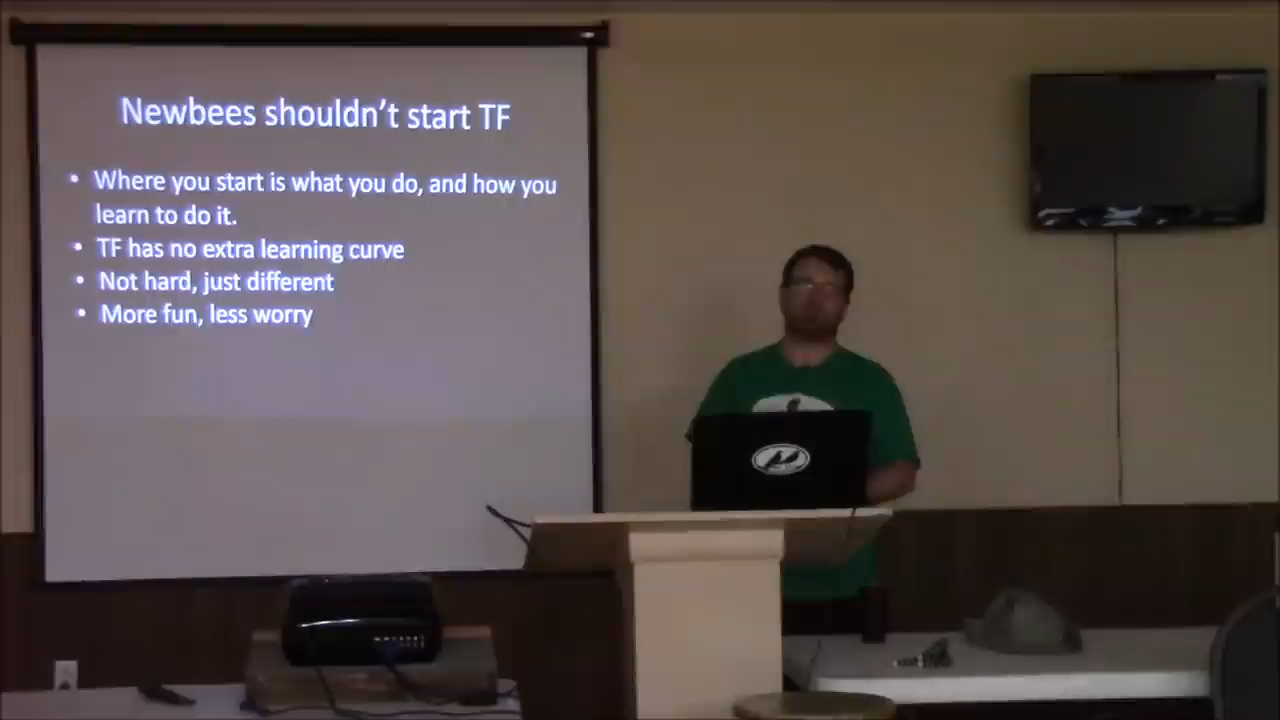 Newbees shouldn't start TF
• Where you start is what you do, and how you
learn to do it.
• TF has no extra learning curve
• Not hard, just different
• More fun, less worry